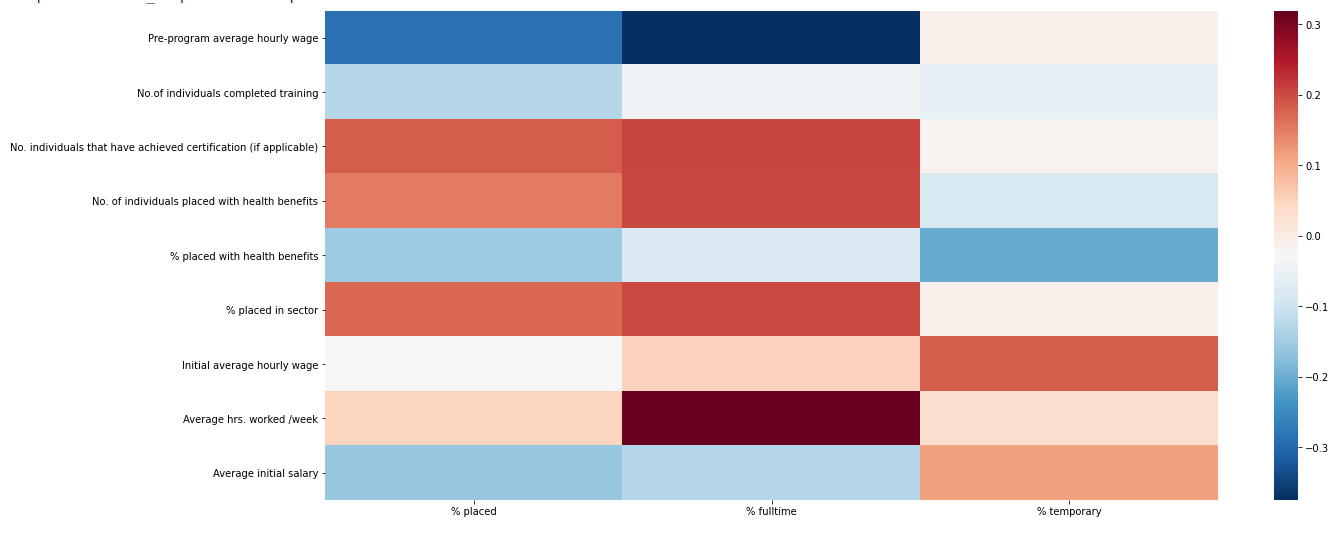 Pre-program average hourly wage
No.of individuals completed training
No. individuals that have achieved certification (if applicable)
No. of individuals placed with health benefits
% placed with health benefits
% placed in sector
Initial average hourly wage
Average hrs. worked /week
Average initial salary
% placed
% fulltime
% temporary
0.3
0.2
0.1
0.0
−0.1
−0.2
−0.3